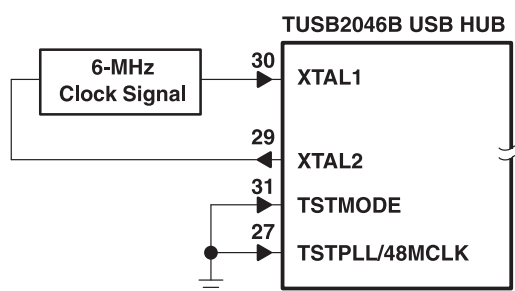 TUSB2046B USB HUB
6-MHz
Clock Signal
30
XTAL1
29
XTAL2
31
TSTMODE
27
TSTPLL/48MCLK